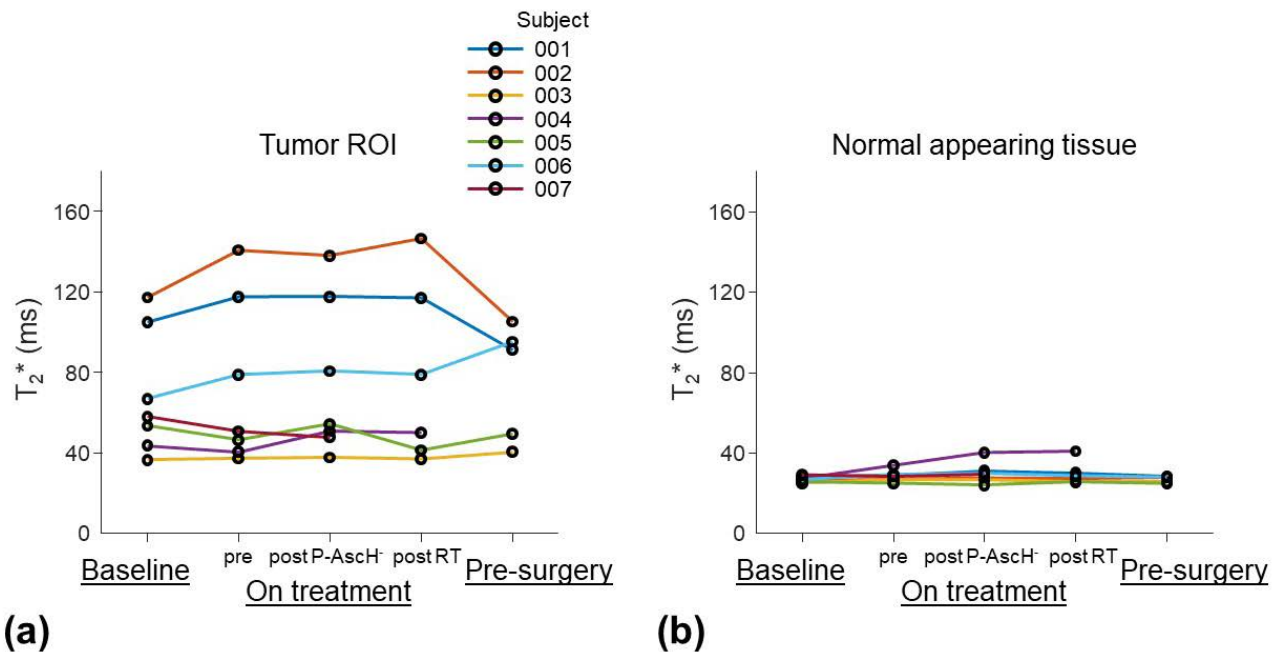 Subject
001
002
003
004
005
006
007
Tumor ROI
160
120
80
40
0
T2* (ms)
Baseline
pre
post P-AscH-
post RT
Pre-surgery
On treatment
(a)
Normal appearing tissue
160
120
80
40
0
T2* (ms)
Baseline
pre
post P-AscH-
post RT
Pre-surgery
On treatment
(b)